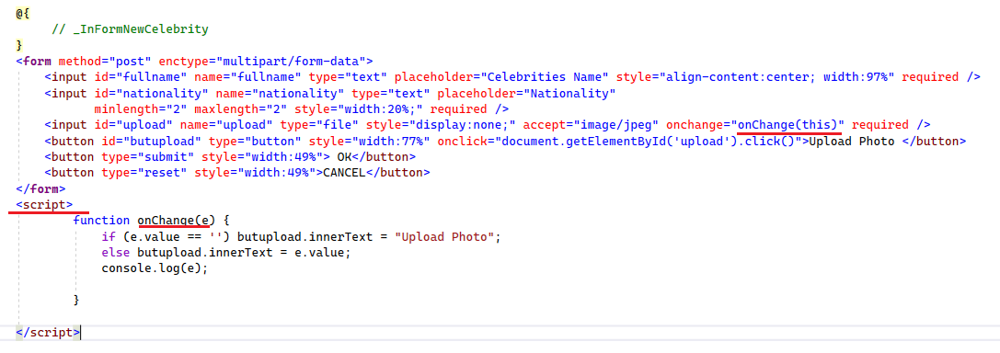 @{
// _InFormNewCelebrity
}
<form method="post" enctype="multipart/form-data">
<input id="fullname" name="fullname" type="text" placeholder="Celebrities Name" style="align-content:center; width:97%" required />
<input id="nationality" name="nationality" type="text" placeholder="Nationality"
minlength="2" maxlength="2" style="width:20%;" required />
<input id="upload" name="upload" type="file" style="display:none;" accept="image/jpeg" onchange="onChange(this)" required />
<button id="butupload" type="button" style="width:77%" onclick="document.getElementById('upload').click()">Upload Photo </button>
<button type="submit" style="width:49%"> OK</button>
<button type="reset" style="width:49%">CANCEL</button>
</form>
<script>
function onChange(e) {
if (e.value == '') butupload.innerText = "Upload Photo";
else butupload.innerText = e.value;
console.log(e);
}
</script>